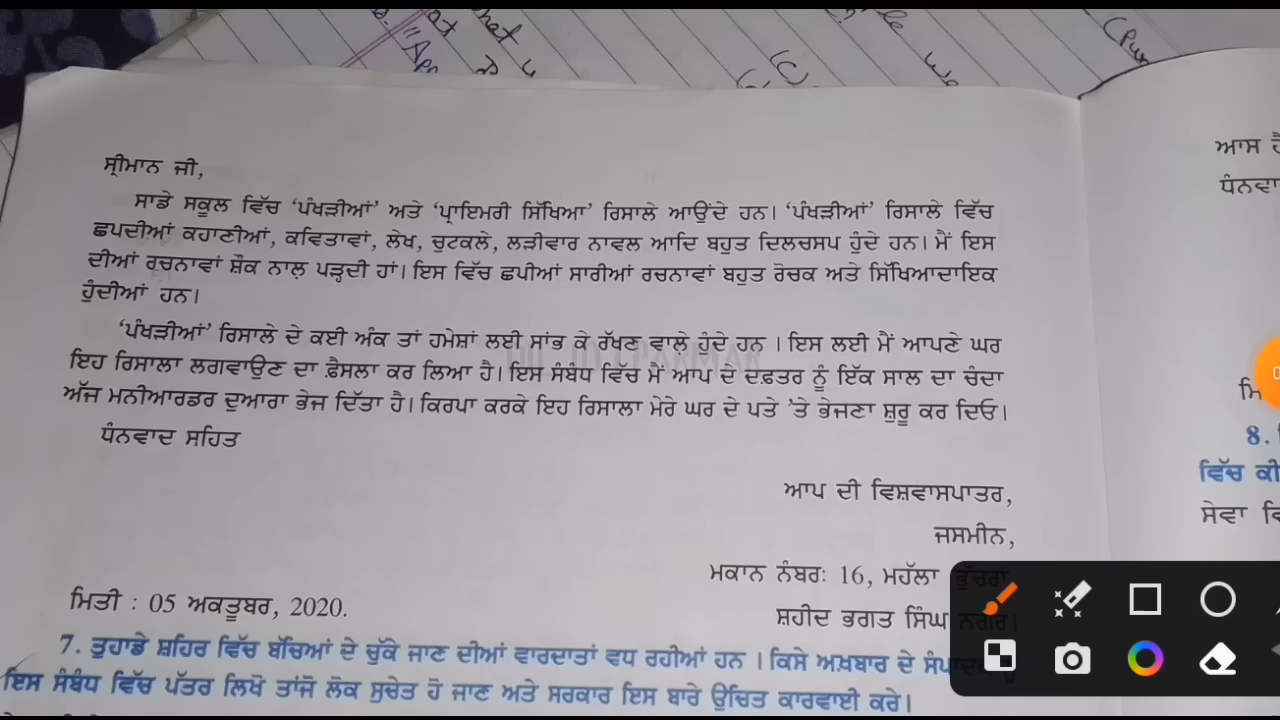 ਸ੍ਰੀਮਾਨ ਜੀ,
ਸਾਡੇ ਸਕੂਲ ਵਿੱਚ ‘ਪੰਖੜੀਆਂ’ ਅਤੇ ‘ਪ੍ਰਾਇਮਰੀ ਸਿੱਖਿਆ’ ਰਿਸਾਲੇ ਆਉਂਦੇ ਹਨ। ‘ਪੰਖੜੀਆਂ’ ਰਿਸਾਲੇ ਵਿੱਚ
ਛਪਦੀਆਂ ਕਹਾਣੀਆਂ, ਕਵਿਤਾਵਾਂ, ਲੇਖ, ਚੁਟਕਲੇ, ਲੜੀਵਾਰ ਨਾਵਲ ਆਦਿ ਬਹੁਤ ਦਿਲਚਸਪ ਹੁੰਦੇ ਹਨ। ਮੈਂ ਇਸ
ਦੀਆਂ ਰਚਨਾਵਾਂ ਸ਼ੌਕ ਨਾਲ਼ ਪੜ੍ਹਦੀ ਹਾਂ। ਇਸ ਵਿੱਚ ਛਪੀਆਂ ਸਾਰੀਆਂ ਰਚਨਾਵਾਂ ਬਹੁਤ ਰੋਚਕ ਅਤੇ ਸਿੱਖਿਆਦਾਇਕ
ਹੁੰਦੀਆਂ ਹਨ।
‘ਪੰਖੜੀਆਂ’ ਰਿਸਾਲੇ ਦੇ ਕਈ ਅੰਕ ਤਾਂ ਹਮੇਸ਼ਾਂ ਲਈ ਸਾਂਭ ਕੇ ਰੱਖਣ ਵਾਲ਼ੇ ਹੁੰਦੇ ਹਨ । ਇਸ ਲਈ ਮੈਂ ਆਪਣੇ ਘਰ
ਇਹ ਰਿਸਾਲਾ ਲਗਵਾਉਣ ਦਾ ਫ਼ੈਸਲਾ ਕਰ ਲਿਆ ਹੈ। ਇਸ ਸੰਬੰਧ ਵਿੱਚ ਮੈਂ ਆਪ ਦੇ ਦਫ਼ਤਰ ਨੂੰ ਇੱਕ ਸਾਲ ਦਾ ਚੰਦਾ
ਅੱਜ ਮਨੀਆਰਡਰ ਦੁਆਰਾ ਭੇਜ ਦਿੱਤਾ ਹੈ। ਕਿਰਪਾ ਕਰਕੇ ਇਹ ਰਿਸਾਲਾ ਮੇਰੇ ਘਰ ਦੇ ਪਤੇ ’ਤੇ ਭੇਜਣਾ ਸ਼ੁਰੂ ਕਰ ਦਿਓ।
ਧੰਨਵਾਦ ਸਹਿਤ
ਆਪ ਦੀ ਵਿਸ਼ਵਾਸਪਾਤਰ,
ਜਸਮੀਨ,
ਮਕਾਨ ਨੰਬਰਃ 16, ਮਹੱਲਾ
ਮਿਤੀ : 05 ਅਕਤੂਬਰ, 2020.
ਸ਼ਹੀਦ ਭਗਤ ਸਿੰਘ ਨਗਰ।
7. ਤੁਹਾਡੇ ਸ਼ਹਿਰ ਵਿੱਚ ਬੱਚਿਆਂ ਦੇ ਚੁੱਕੇ ਜਾਣ ਦੀਆਂ ਵਾਰਦਾਤਾਂ ਵਧ ਰਹੀਆਂ ਹਨ । ਕਿਸੇ ਅਖ਼ਬਾਰ ਦੇ
ਇਸ ਸੰਬੰਧ ਵਿੱਚ ਪੱਤਰ ਲਿਖੋ ਤਾਂਜੋ ਲੋਕ ਸੁਚੇਤ ਹੋ ਜਾਣ ਅਤੇ ਸਰਕਾਰ ਇਸ ਬਾਰੇ ਉਚਿਤ ਕਾਰਵਾਈ ਕਰੇ।
ਆਸ
8.
ਵਿੱਚ
ਸੇਵਾ